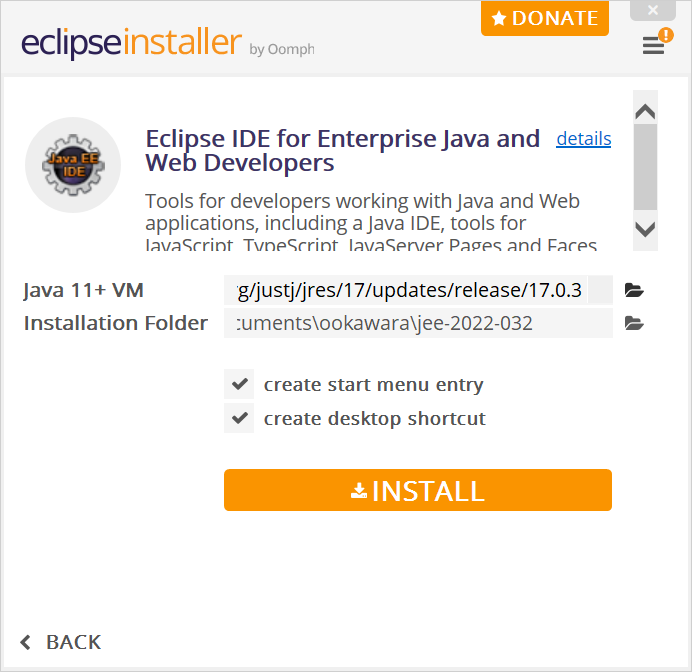 DONATE
eclipseinstaller by Oomph
!
Java EE
IDE
Eclipse IDE for Enterprise Java and
Web Developers
details
Tools for developers working with Java and Web
applications, including a Java IDE, tools for
JavaScript, TypeScript, JavaServer Pages and Faces,
Java 11+ VM
rg/justj/jres/17/updates/release/17.0.3
Installation Folder
cuments\ookawara\jee-2022-032
create start menu entry
create desktop shortcut
INSTALL
BACK